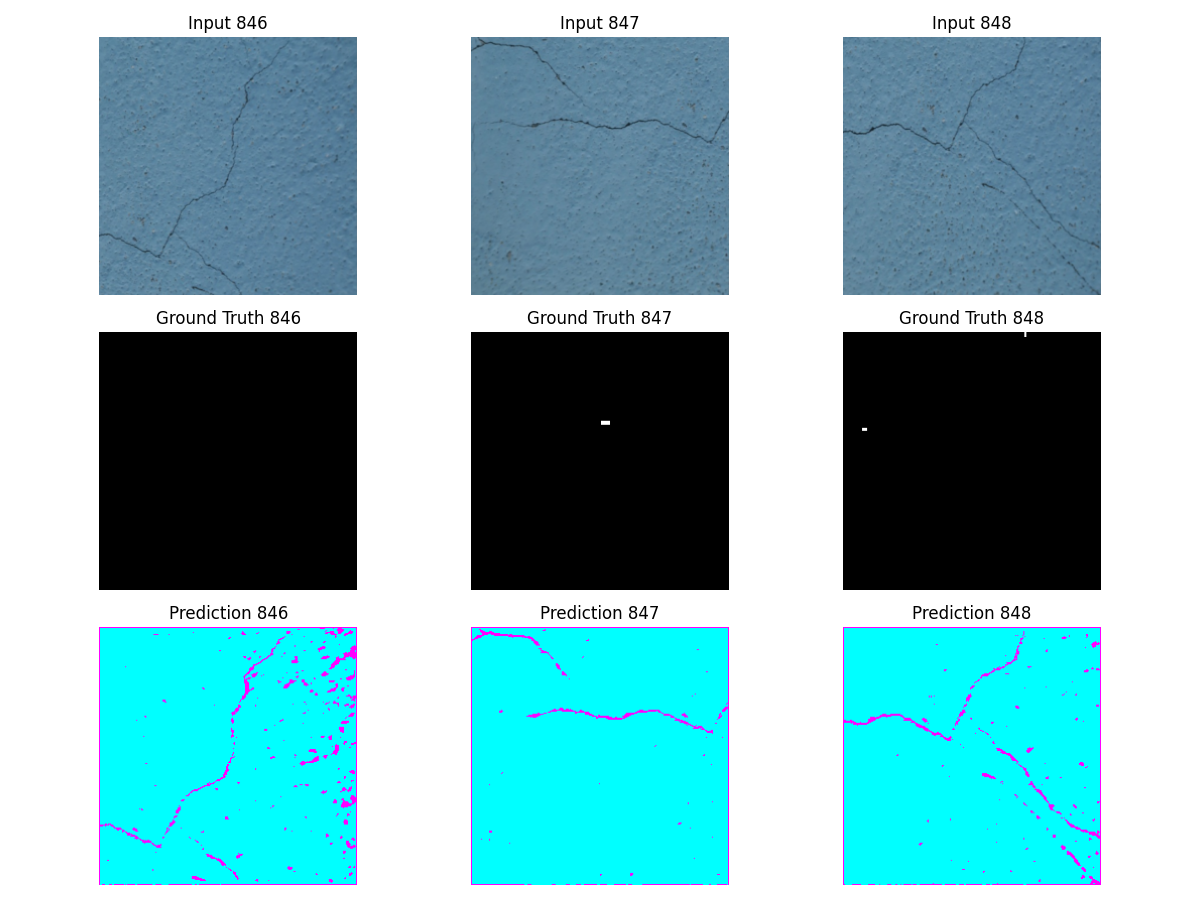 Input 846
Input 847
Input 848
Ground Truth 846
Ground Truth 847
Ground Truth 848
Prediction 846
Prediction 847
Prediction 848